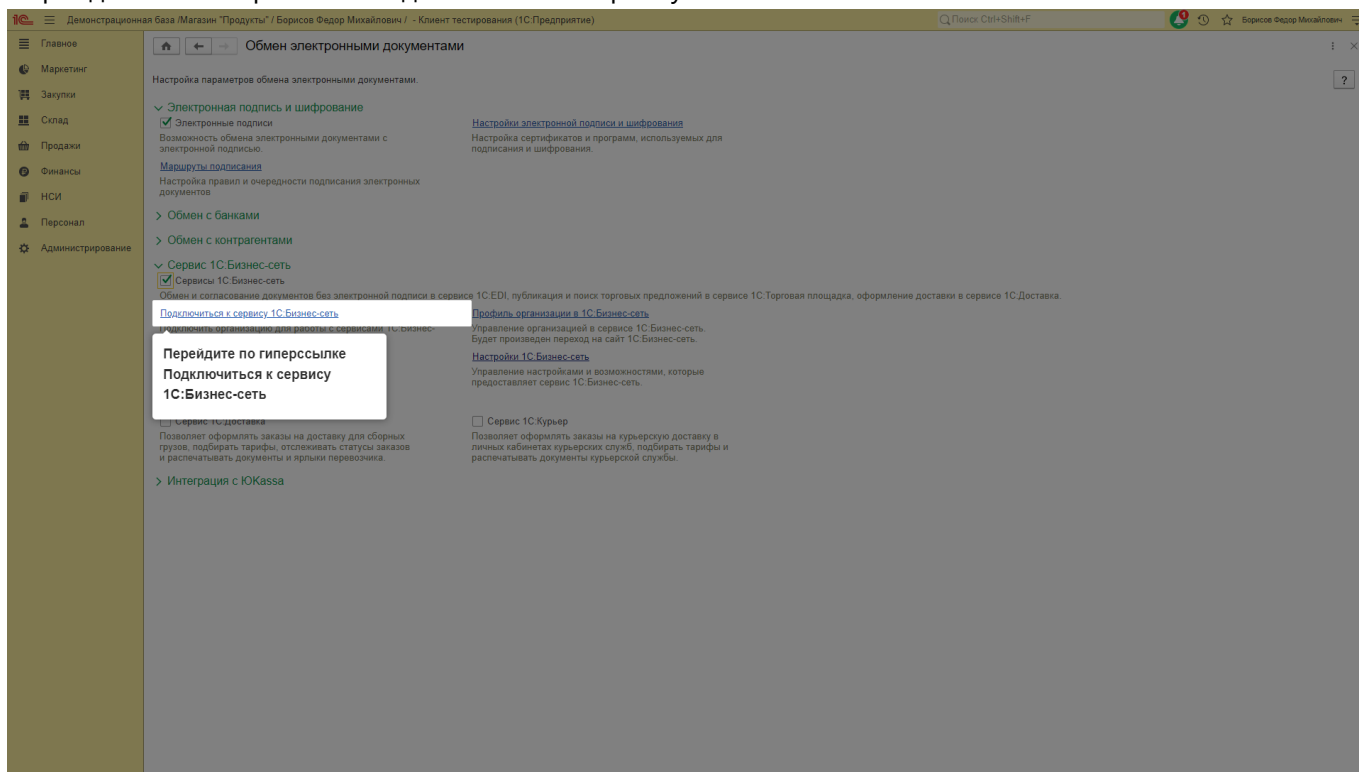 1С Демонстрационная база /Магазин "Продукты" / Борисов Федор Михайлович / - Клиент тестирования (1С:Предприятие) Поиск Ctrl+Shift+F 1 Борисов Федор Михайлович
Главное
Маркетинг
Закупки
Склад
Продажи
Финансы
НСИ
Персонал
Администрирование
Обмен электронными документами
Настройка параметров обмена электронными документами. ?
Электронная подпись и шифрование
Электронные подписи
Возможность обмена электронными документами с
электронной подписью.
Настройки электронной подписи и шифрования
Настройка сертификатов и программ, используемых для
подписания и шифрования.
Маршруты подписания
Настройка правил и очередности подписания электронных
документов
Обмен с банками
Обмен с контрагентами
Сервис 1С:Бизнес-сеть
Сервисы 1С:Бизнес-сеть
Обмен и согласование документов без электронной подписи в сервисе 1С:EDI, публикация и поиск торговых предложений в сервисе 1С:Торговая площадка, оформление доставки в сервисе 1С:Доставка.
Подключиться к сервису 1С:Бизнес-сеть
Подключить организацию для работы с сервисами 1С:Бизнес-
Перейдите по гиперссылке
Подключиться к сервису
1С:Бизнес-сеть
Профиль организации в 1С:Бизнес-сеть
Управление организацией в сервисе 1С:Бизнес-сеть.
Будет произведен переход на сайт 1С:Бизнес-сеть.
Настройки 1С:Бизнес-сеть
Управление настройками и возможностями, которые
предоставляет сервис 1С:Бизнес-сеть.
Сервис 1С:Доставка
Позволяет оформлять заказы на доставку для сборных
грузов, подбирать тарифы, отслеживать статусы заказов
и распечатывать документы и ярлыки перевозчика.
Сервис 1С:Курьер
Позволяет оформлять заказы на курьерскую доставку в
личных кабинетах курьерских служб, подбирать тарифы и
распечатывать документы курьерской службы.
Интеграция с ЮKassa